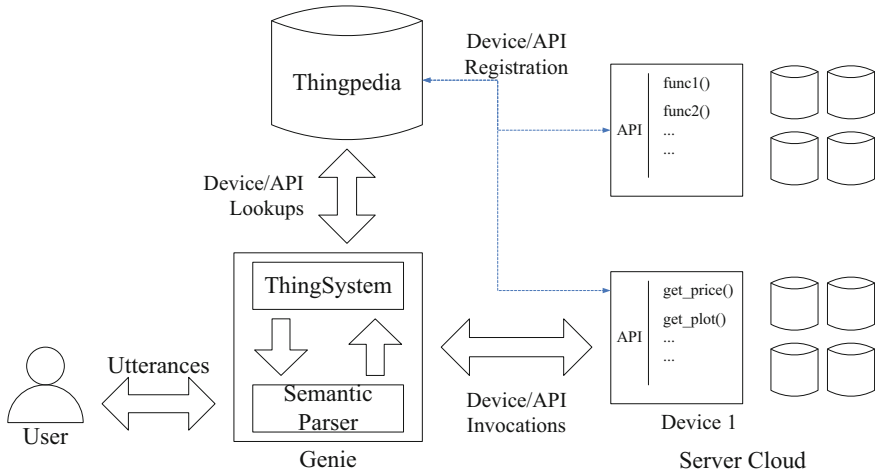 Thingpedia
Device/API
Registration
API
func1()
func2()
...
...
Device/API
Lookups
ThingSystem
Semantic
Parser
Genie
Utterances
User
Device/API
Invocations
API
get_price()
get_plot()
...
...
Device 1
Server Cloud